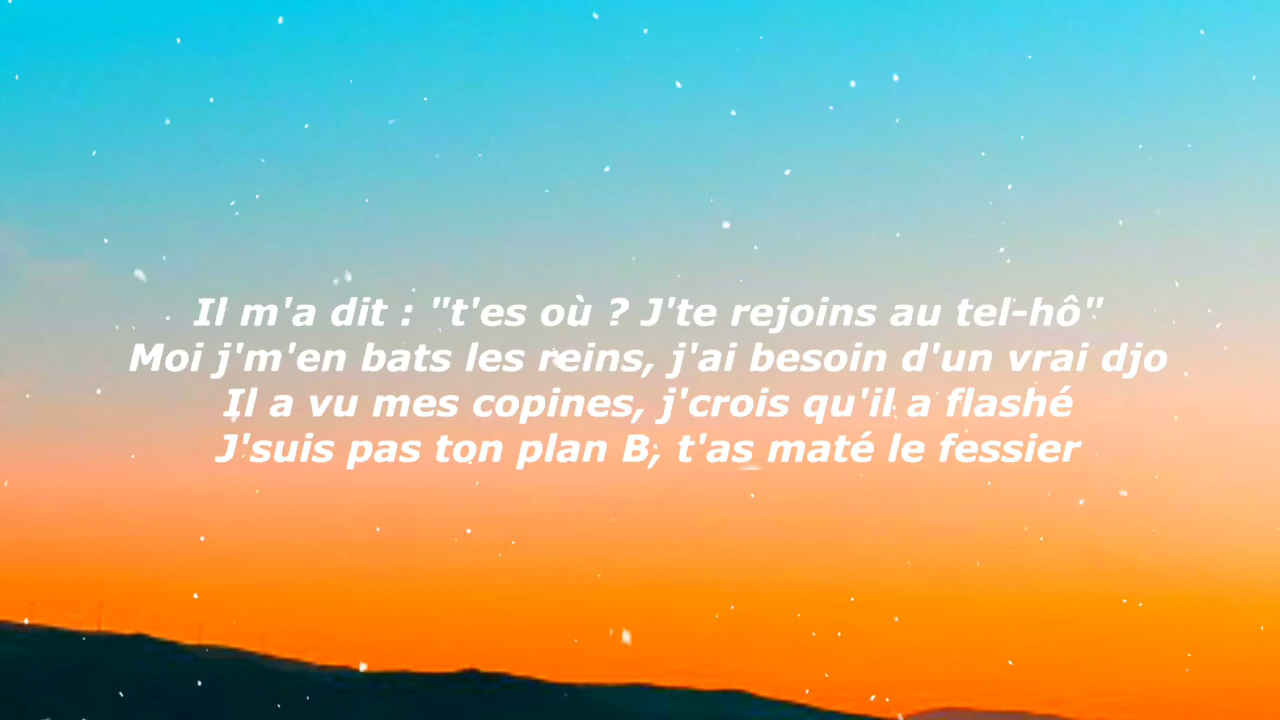 Il m'a dit : "t'es où ? J'te rejoins au tel-hô"
Moi j'm'en bats les reins, j'ai besoin d'un vrai djo
Il a vu mes copines, j'crois qu'il a flashé
J'suis pas ton plan B, t'as maté le fessier